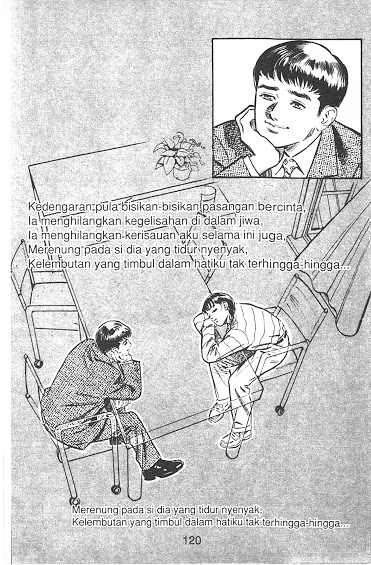 Kedengaran pula bisikan-bisikan pasangan bercinta,
Ia menghilangkan kegelisahan di dalam jiwa,
Ia menghilangkan kerisauan aku selama ini juga,
Merenung pada si dia yang tidur nyenyak,
Kelembutan yang timbul dalam hatiku tak terhingga-hingga...
Merenung pada si dia yang tidur nyenyak,
Kelembutan yang timbul dalam hatiku tak terhingga-hingga...
120